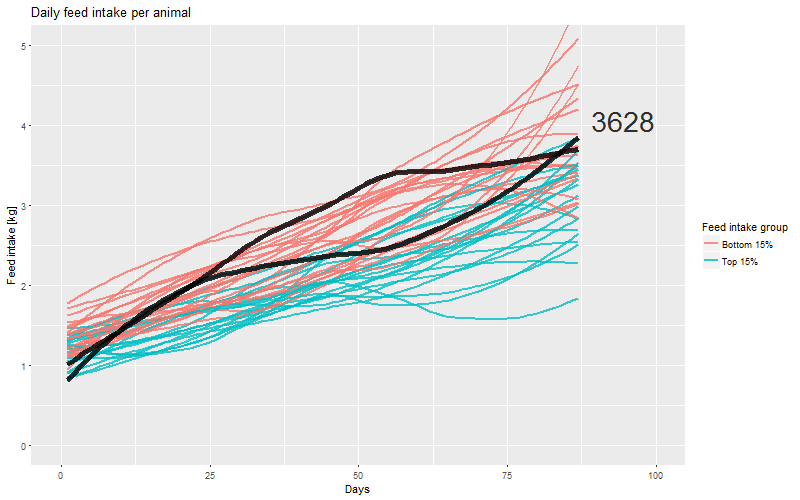 Daily feed intake per animal
5
4
3
2
1
0
Feed intake [kg]
3628
0
25
50
75
100
Days
Feed intake group
Bottom 15%
Top 15%